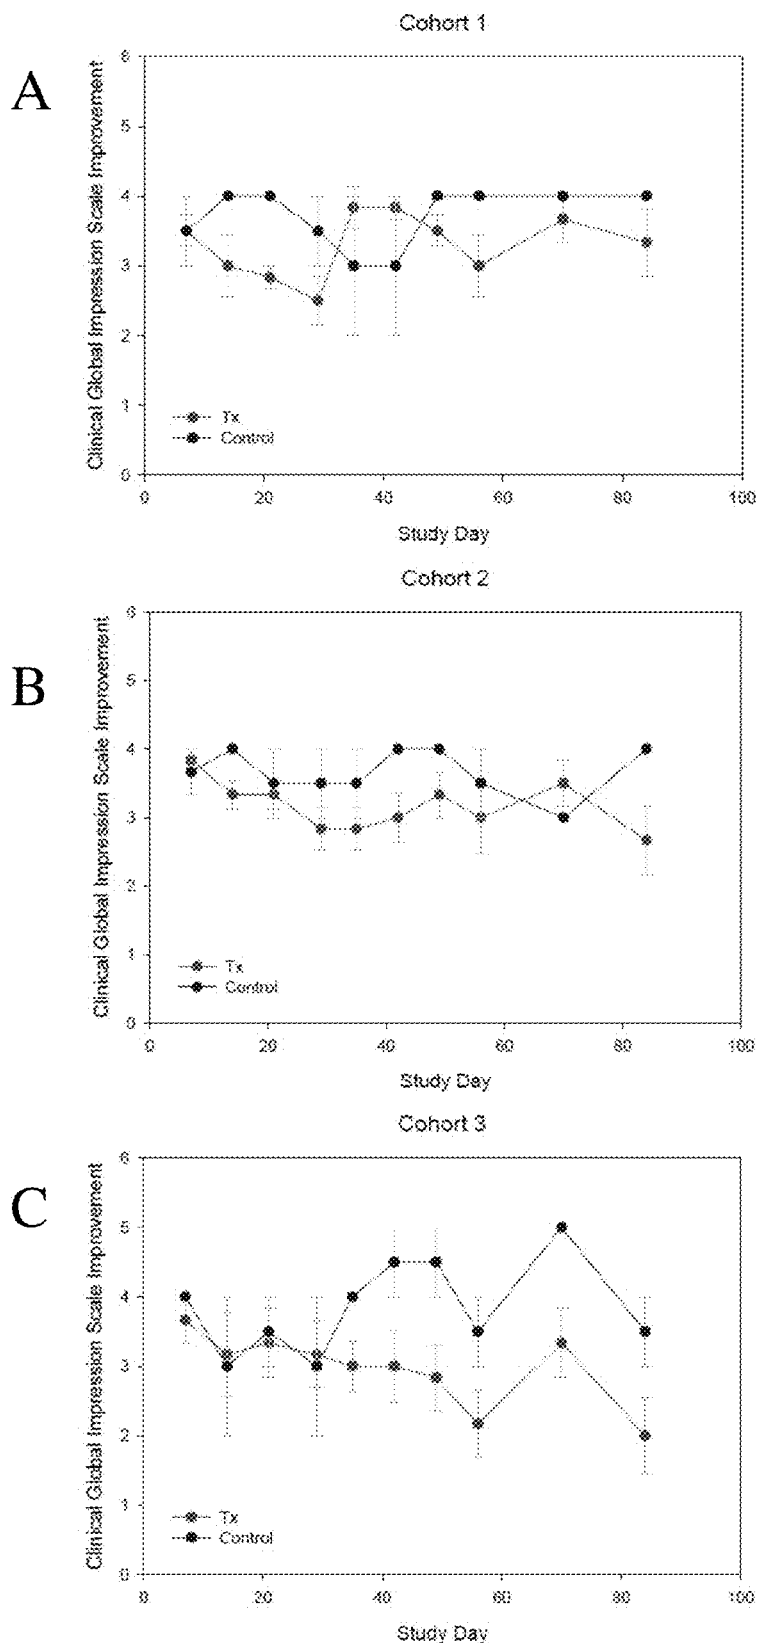 Cohort 1
A
Clinical Global Impression Scale Improvement
6
5
4
3
2
1
0
Tx
Control
0 20 40 60 80 100
Study Day
Cohort 2
B
Clinical Global Impression Scale Improvement
6
5
4
3
2
1
0
Tx
Control
0 20 40 60 80 100
Study Day
Cohort 3
C
Clinical Global Impression Scale Improvement
6
5
4
3
2
1
0
Tx
Control
0 20 40 60 80 100
Study Day